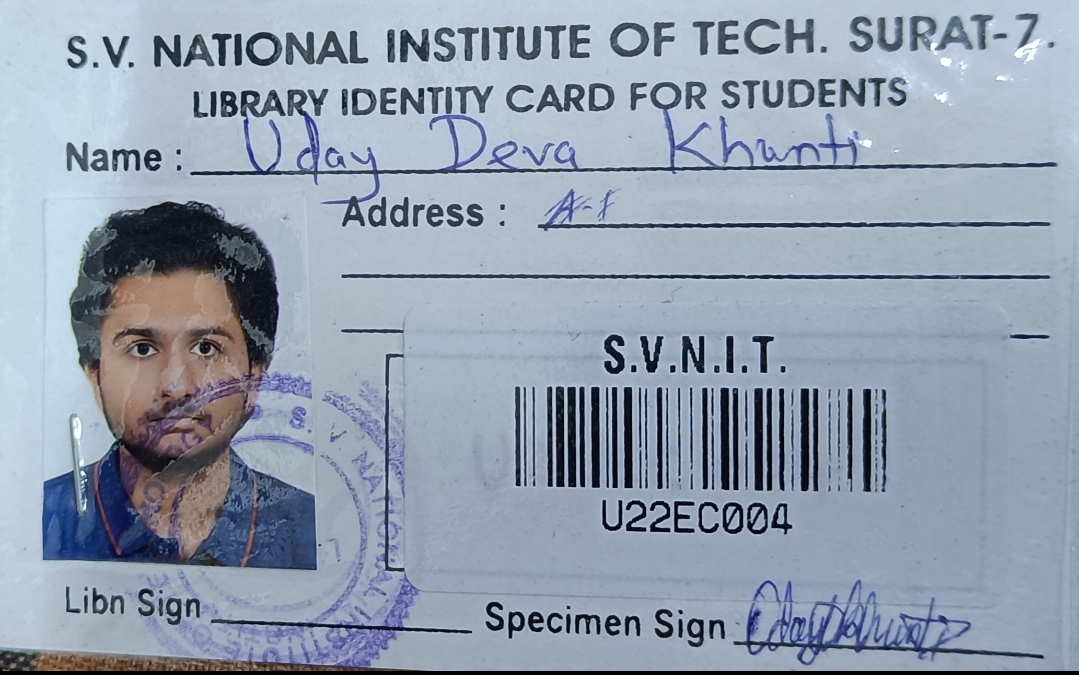 S.V. NATIONAL INSTITUTE OF TECH. SURAT-7.
LIBRARY IDENTITY CARD FOR STUDENTS
Name : Uday Deva Khunti
Address : A-1
S.V.N.I.T.
U22EC004
S. V NATIONAL INSTITUTE
Libn Sign
Specimen Sign